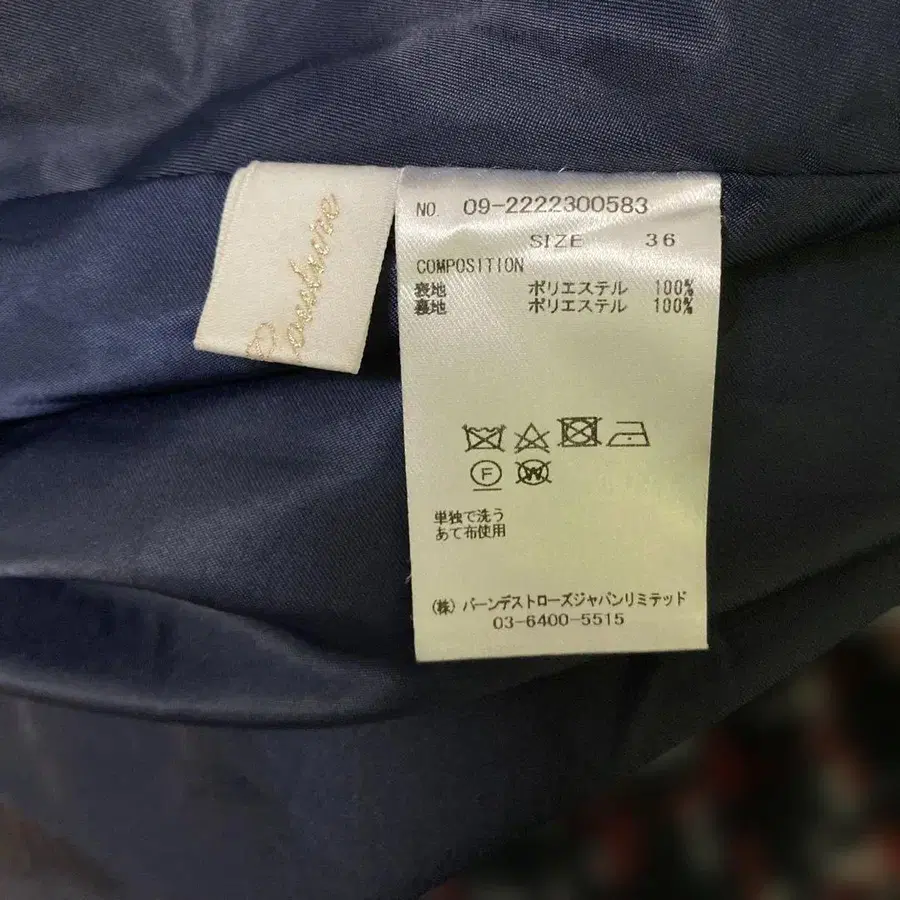 NO. 09-2222300583
SIZE 36
COMPOSITION
表地 ポリエステル 100%
裏地 ポリエステル 100%
F
W
単独で洗う
あて布使用
(株) バーンデストローズジャパンリミテッド
03-6400-5515